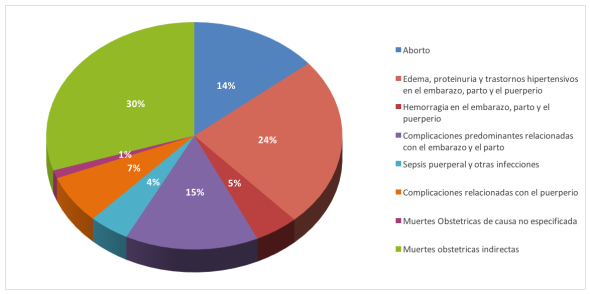 14%
24%
5%
15%
4%
7%
1%
30%
Aborto
Edema, proteinuria y trastornos hipertensivos
en el embarazo, parto y el puerperio
Hemorragia en el embarazo, parto y el
puerperio
Complicaciones predominantes relacionadas
con el embarazo y el parto
Sepsis puerperal y otras infecciones
Complicaciones relacionadas con el puerperio
Muertes Obstetricas de causa no especificada
Muertes obstetricas indirectas